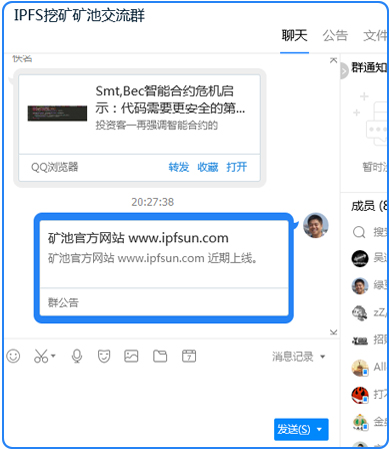 IPFS挖矿矿池交流群
聊天 公告 文件
Smt,Bec智能合约危机启
示：代码需要更安全的第...
投资客一再强调智能合约的
QQ浏览器 转发 收藏 打开
20:27:38
矿池官方网站 www.ipfsun.com
矿池官方网站 www.ipfsun.com 近期上线。
群公告
消息记录
发送(S)
群通知
暂时
成员 (8
搜
吴
绿
zZ/
招
All
打
金